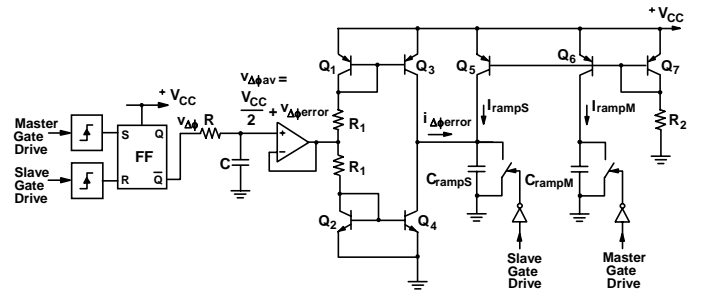 + VCC
Q1
Q3
Q5
Q6
Q7
vΔϕav =
VCC
2
+ vΔϕerror
+ VCC
Master
Gate
Drive
S
Q
FF
R
Q̅
Slave
Gate
Drive
vΔϕ
R
C
+
−
R1
R1
iΔϕerror
IrampS
IrampM
R2
CrampS
CrampM
Q2
Q4
Slave
Gate
Drive
Master
Gate
Drive